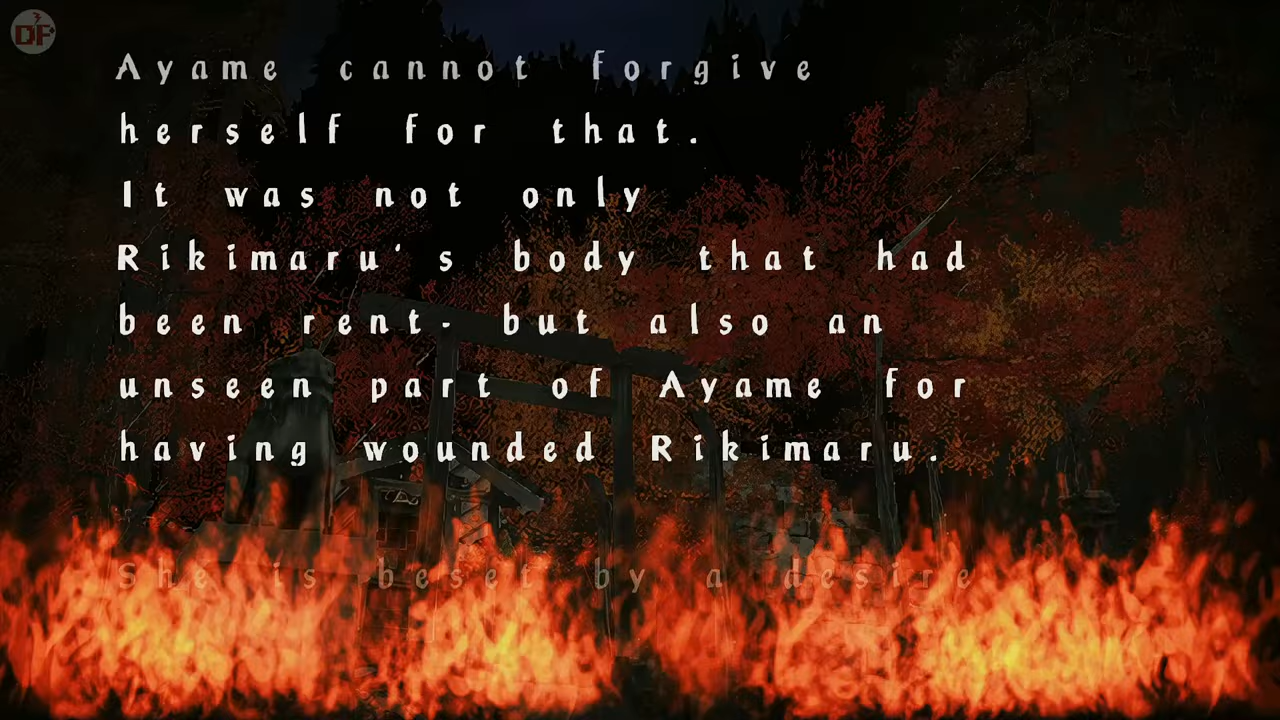 DF
Ayame cannot forgive
herself for that.
It was not only
Rikimaru's body that had
been rent- but also an
unseen part of Ayame for
having wounded Rikimaru.
She is beset by a desire